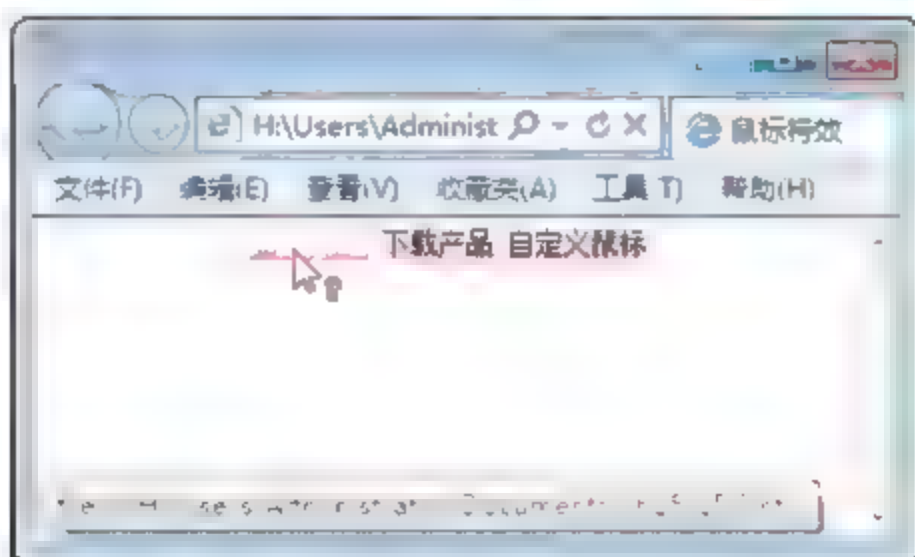 H:\Users\Administ
鼠标特效
文件(F) 编辑(E) 查看(V) 收藏夹(A) 工具(T) 帮助(H)
下载产品 自定义鼠标